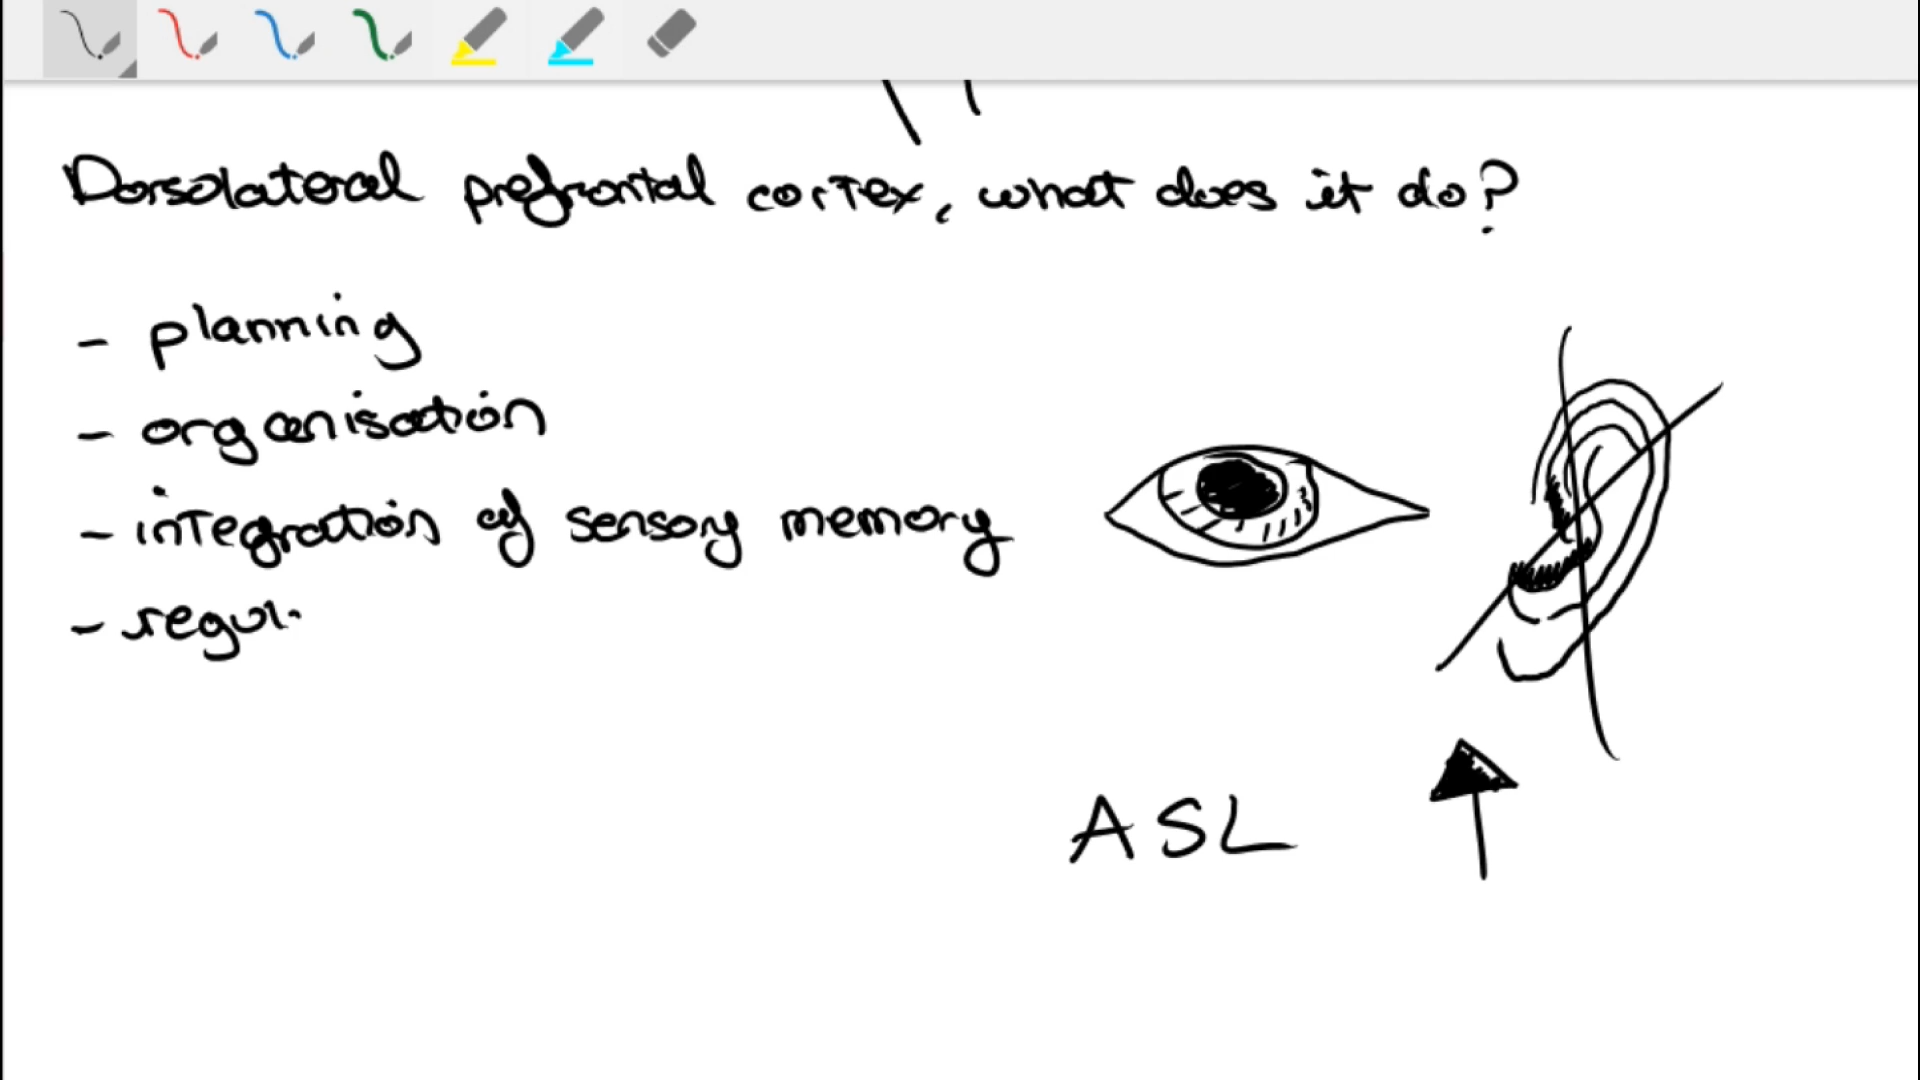 Dorsolateral prefrontal cortex, what does it do?
- planning
- organisation
- integration of sensory memory
- regul
ASL